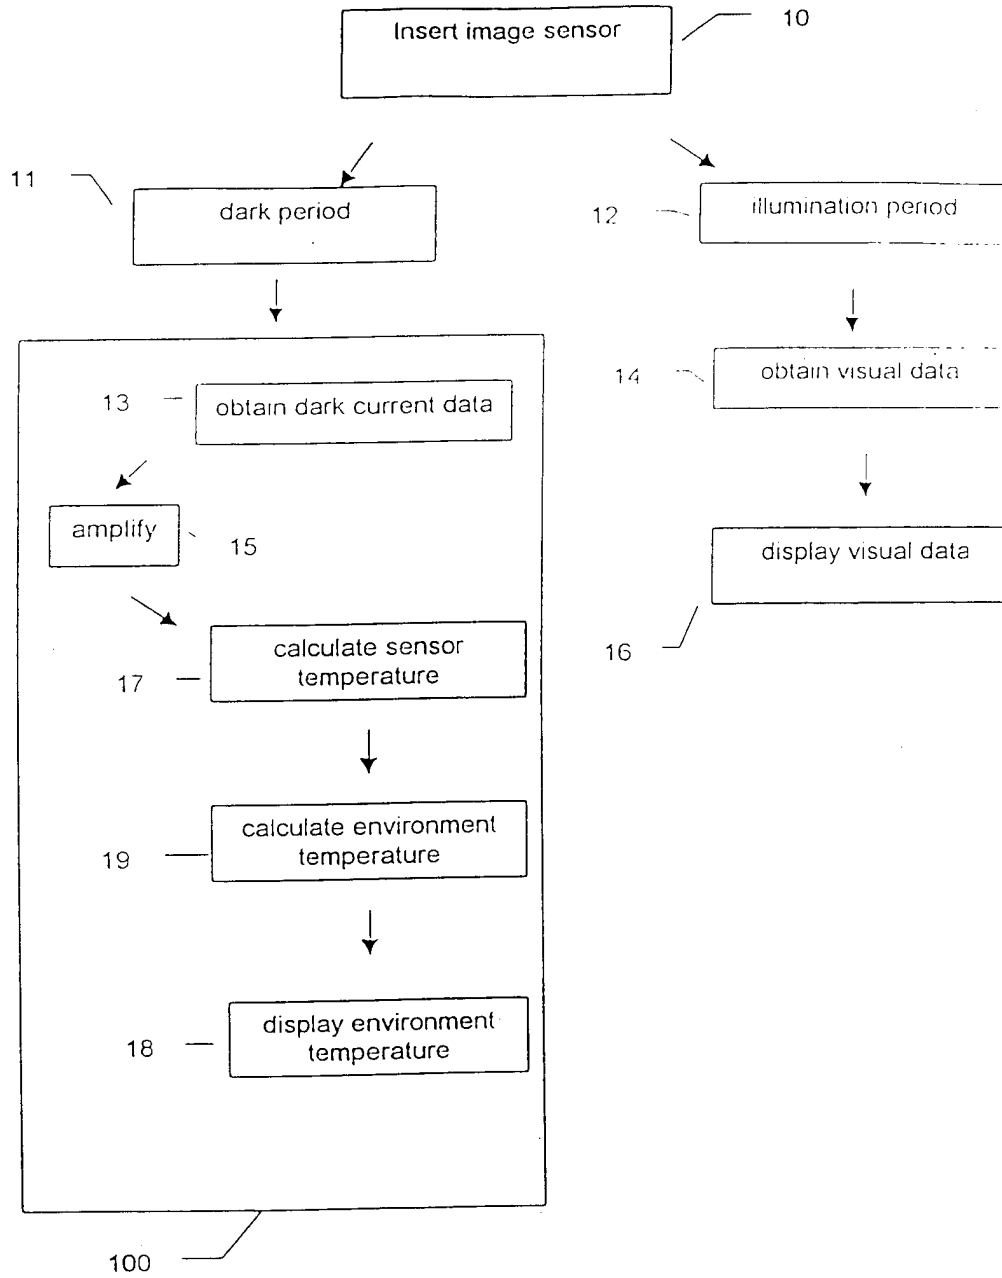 Insert image sensor
10
11
dark period
12
illumination period
13
obtain dark current data
14
obtain visual data
amplify
15
display visual data
16
17
calculate sensor
temperature
19
calculate environment
temperature
18
display environment
temperature
100